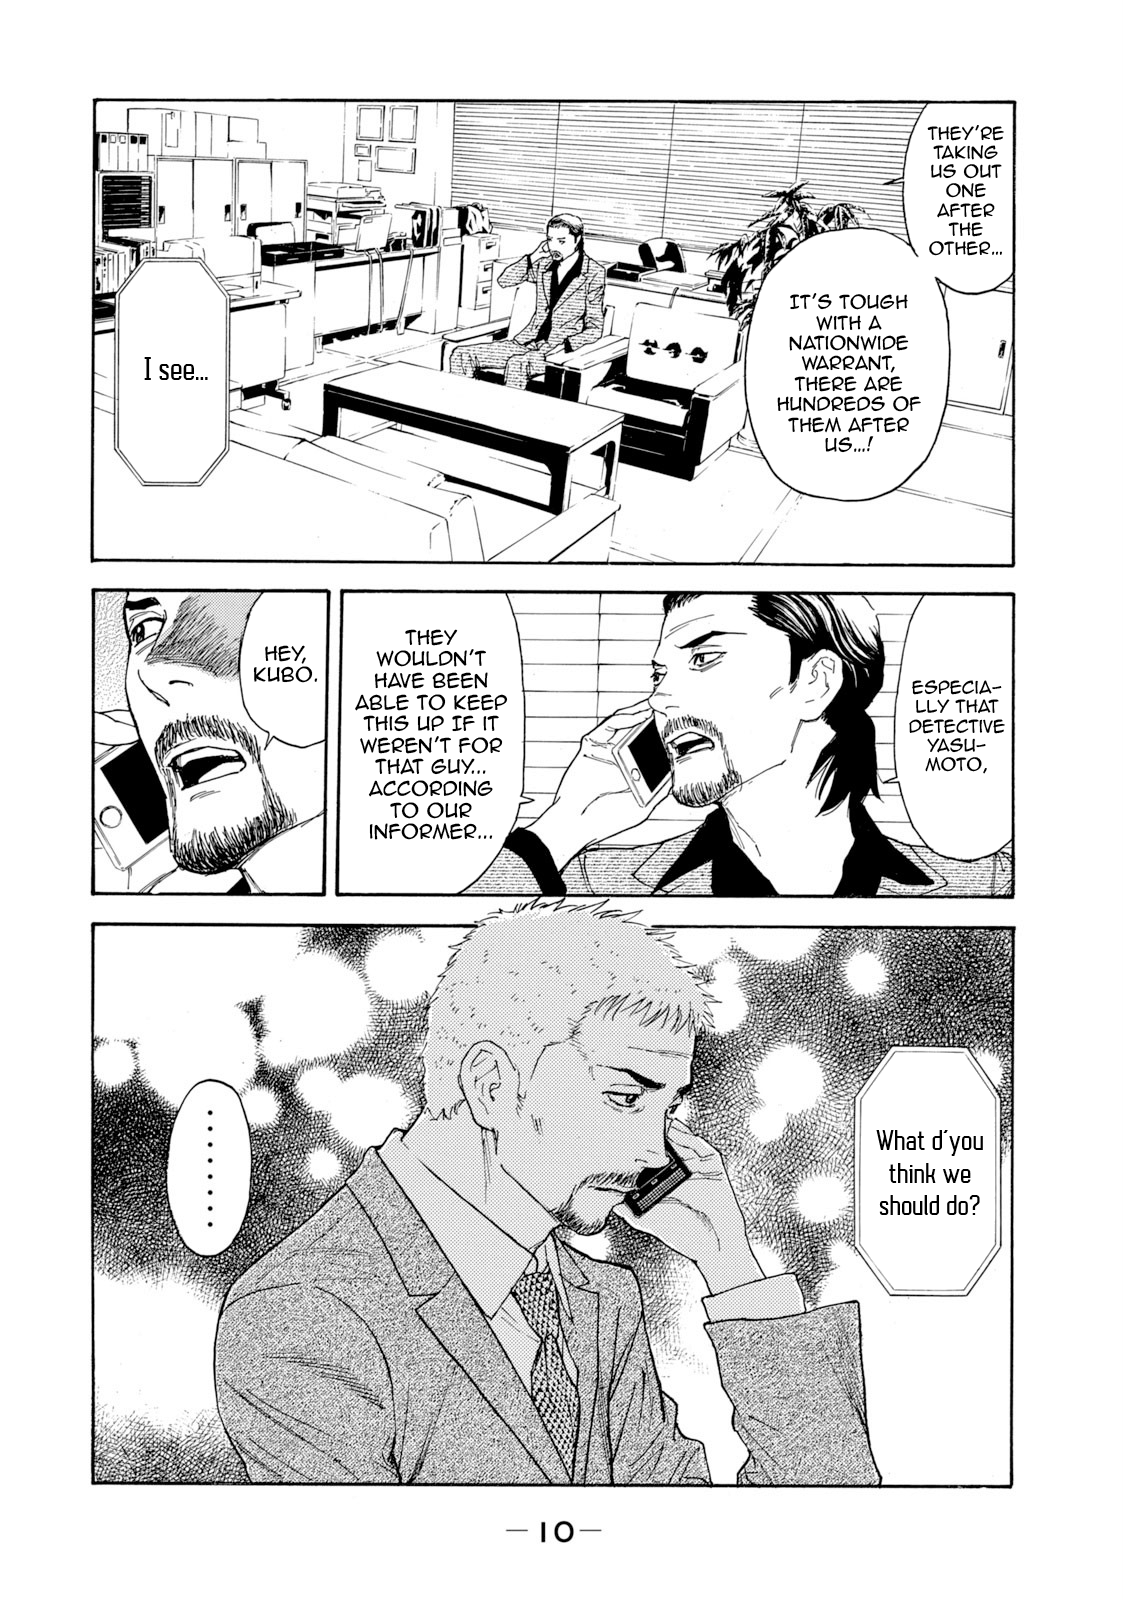 THEY'RE
TAKING
US OUT
ONE
AFTER
THE
OTHER...
IT'S TOUGH
WITH A
NATIONWIDE
WARRANT,
THERE ARE
HUNDREDS OF
THEM AFTER
US...!
I see...
ESPECIA-
LLY THAT
DETECTIVE
YASU-
MOTO,
THEY
WOULDN'T
HAVE BEEN
ABLE TO KEEP
THIS UP IF IT
WEREN'T FOR
THAT GUY...
ACCORDING
TO OUR
INFORMER...
HEY,
KUBO.
What d'you
think we
should do?
.......
—10—